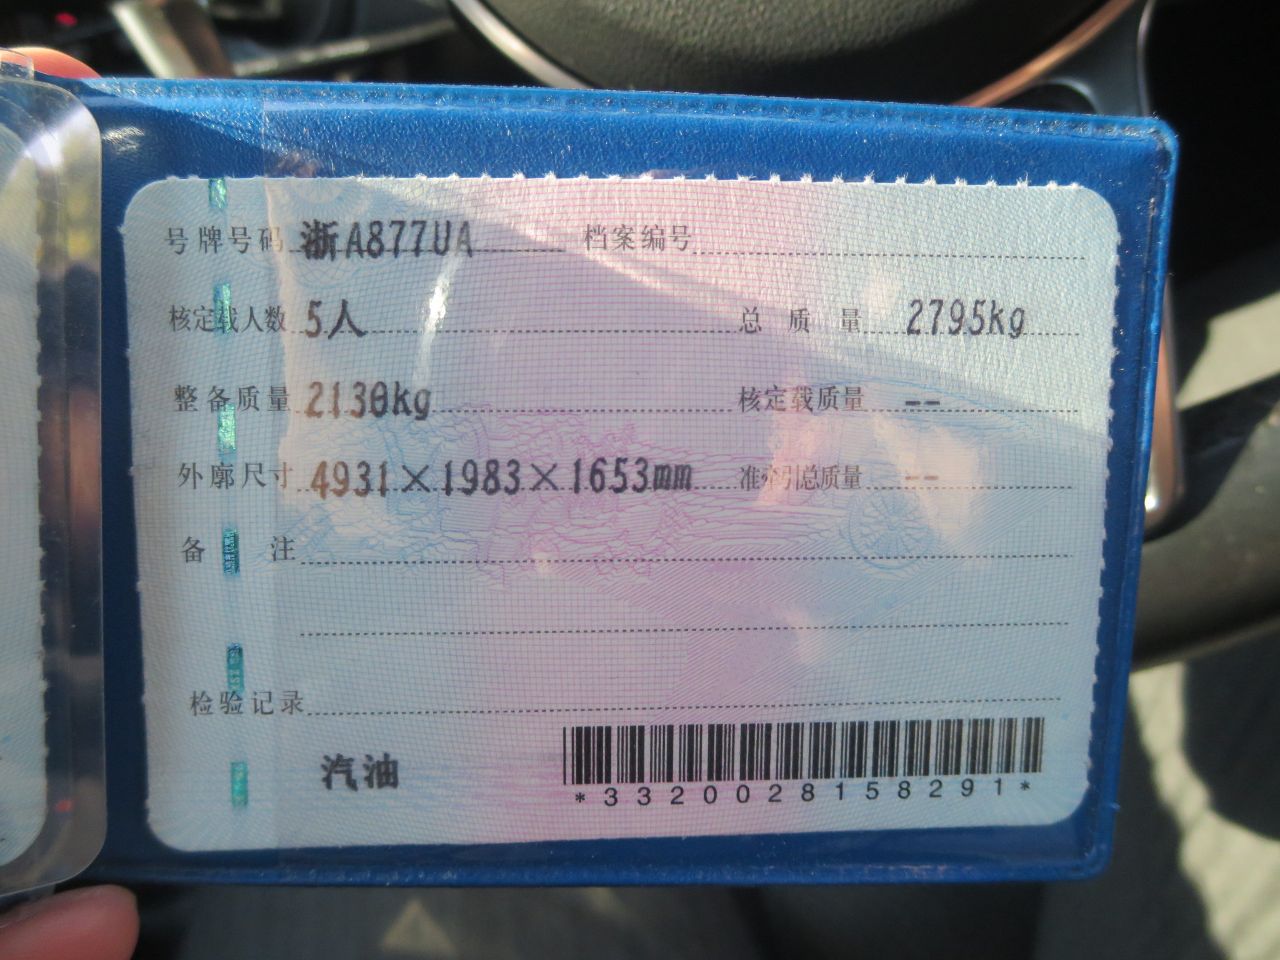 号牌号码 浙A877UA 档案编号
核定载人数 5人 总质量 2795kg
整备质量 2130kg 核定载质量 --
外廓尺寸 4931×1983×1653mm 准牵引总质量 --
备注
检验记录
汽油
*3320028158291*